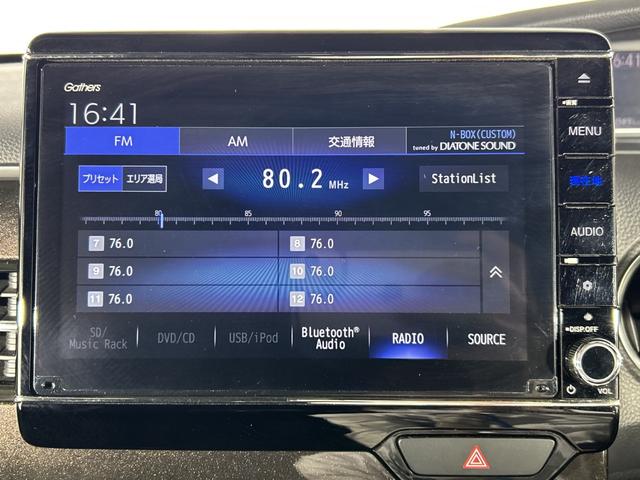 Gathers
16:41
FM AM 交通情報 N-BOX(CUSTOM)
tuned by DIATONE SOUND
プリセット エリア選局 80.2 MHz StationList
80 85 90 95
7 76.0 8 76.0
9 76.0 10 76.0
11 76.0 12 76.0
SD/
Music Rack DVD/CD USB/iPod Bluetooth®
Audio RADIO SOURCE
MENU
現在地
AUDIO
DISP.OFF
VOL
16:41